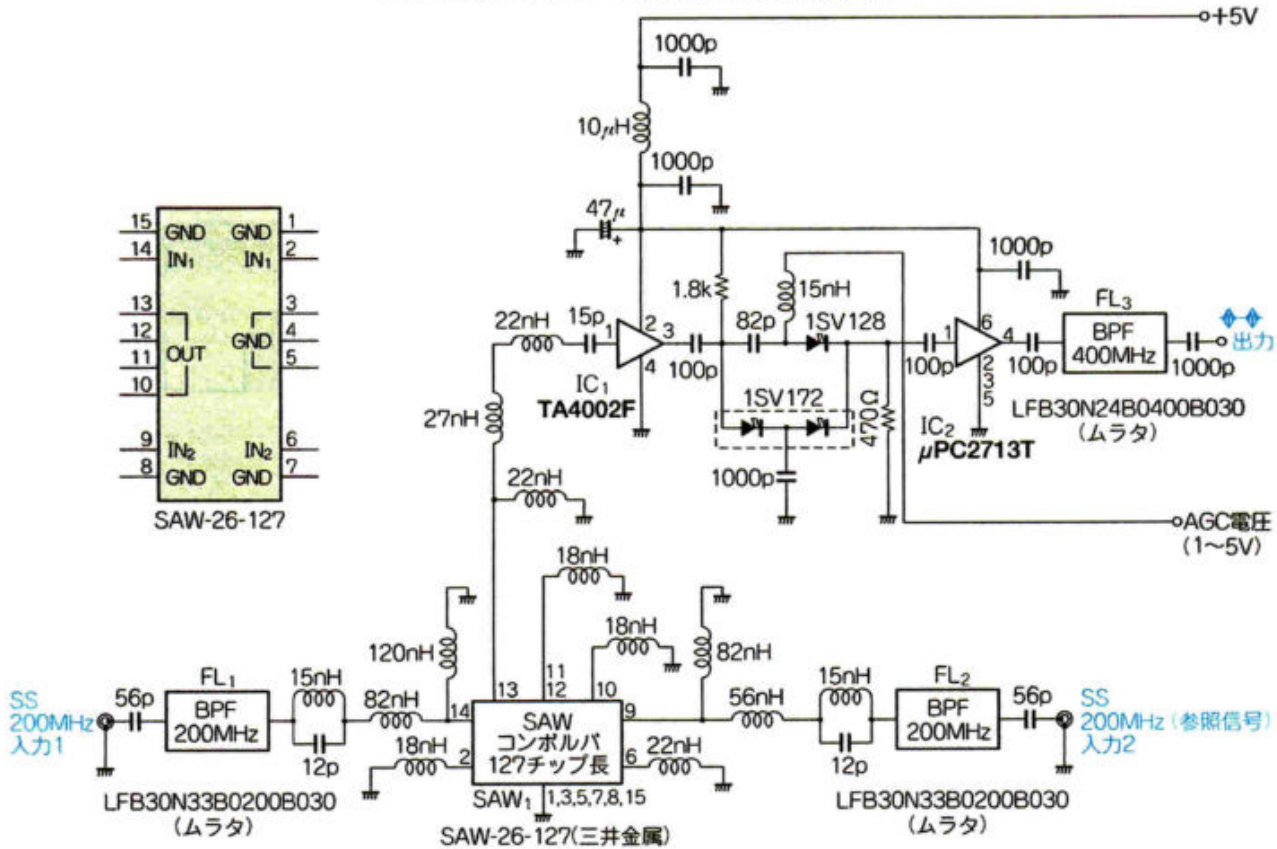 +5V
1000p
10μH
1000p
47μ
+
1000p
15 GND GND 1
14 IN₁ IN₁ 2
13 3
12 GND 4
11 OUT 5
10
9 IN₂ IN₂ 6
8 GND GND 7
SAW-26-127
22nH
15p
1
2
3
4
IC₁
TA4002F
100p
1.8k
82p
15nH
1SV128
1SV172
1000p
470Ω
100p
1
6
4
2
3
5
IC₂
μPC2713T
100p
FL₃
BPF
400MHz
1000p
出力
LFB30N24B0400B030
(ムラタ)
AGC電圧
(1～5V)
27nH
22nH
18nH
18nH
120nH
82nH
SS
200MHz
入力1
56p
FL₁
BPF
200MHz
15nH
12p
82nH
18nH
LFB30N33B0200B030
(ムラタ)
13
11
12
10
14
9
2
6
SAW
コンボルバ
127チップ長
SAW₁
1,3,5,7,8,15
SAW-26-127(三井金属)
22nH
56nH
15nH
12p
FL₂
BPF
200MHz
56p
SS
200MHz(参照信号)
入力2
LFB30N33B0200B030
(ムラタ)